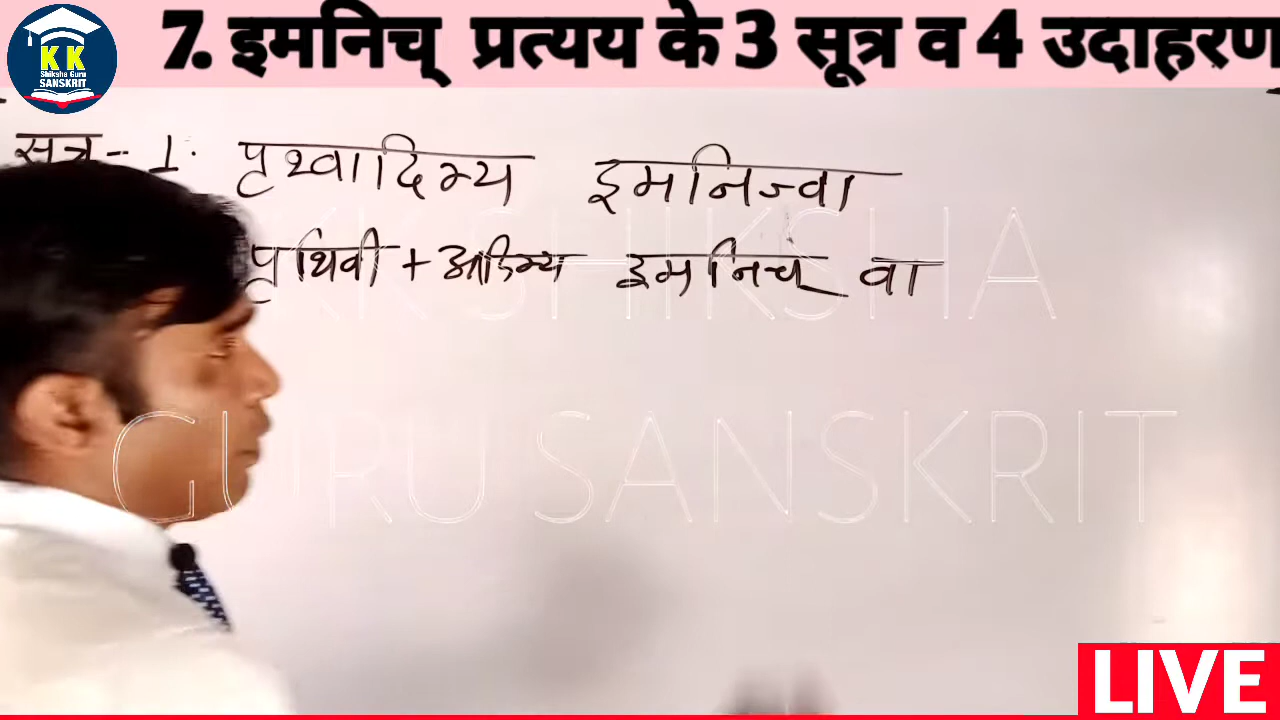 7. इमनिच् प्रत्यय के 3 सूत्र व 4 उदाहरण
KK
Shiksha Guru
SANSKRIT
सूत्र - 1. पृथ्वादिभ्य इमनिज्वा
पृथिवी + आदिभ्य इमनिच् वा
KK SHIKSHA
GURU SANSKRIT
LIVE